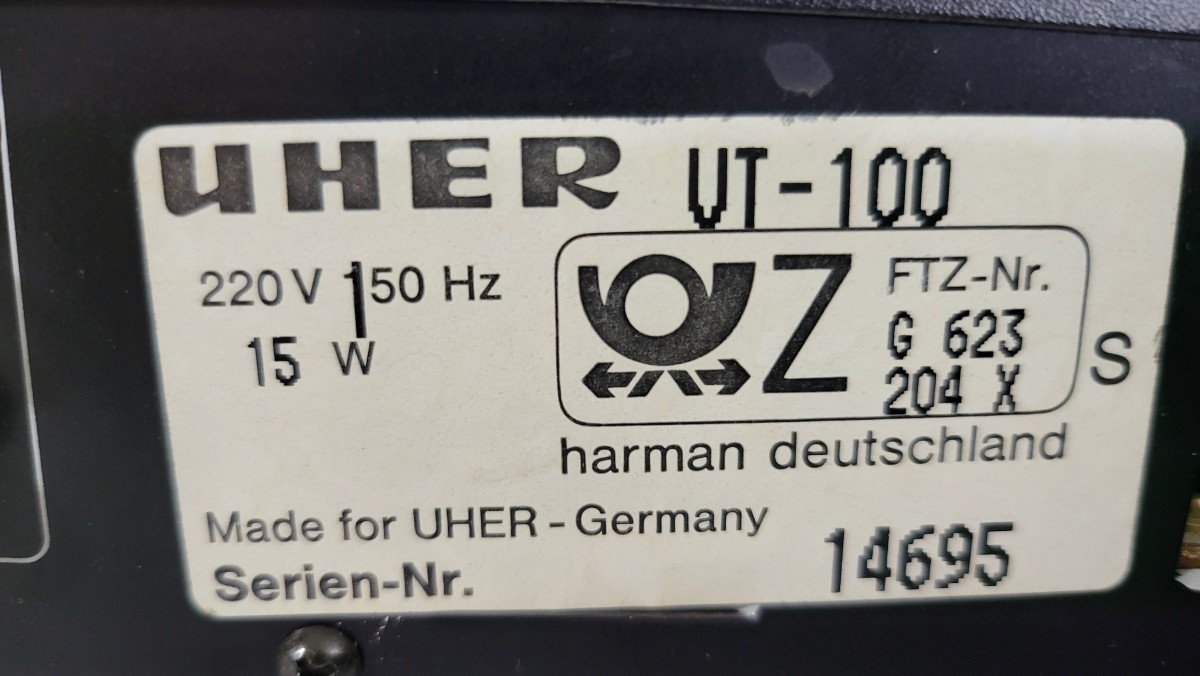 UHER VT-100
220 V | 50 Hz
15 W
Z FTZ-Nr.
G 623
204 X
S
harman deutschland
Made for UHER - Germany
Serien-Nr. 14695